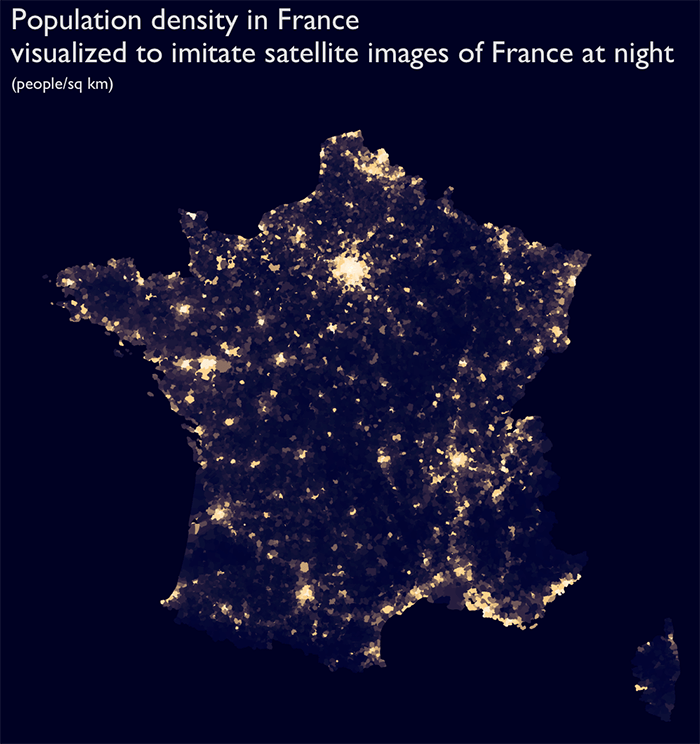 Population density in France
visualized to imitate satellite images of France at night
(people/sq km)